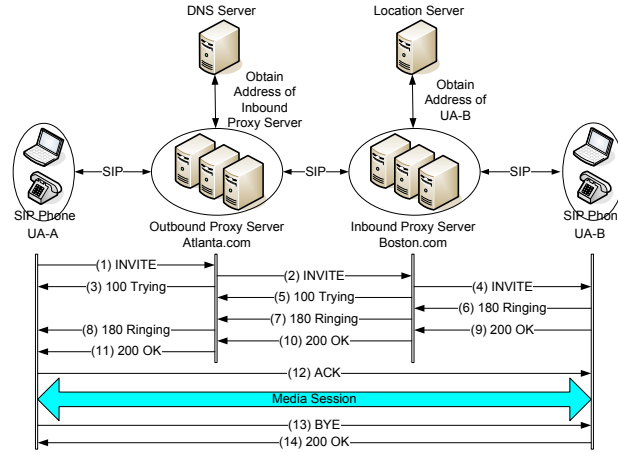 DNS Server
Location Server
Obtain
Address of
Inbound
Proxy Server
Obtain
Address of
UA-B
SIP
SIP
SIP
SIP Phone
UA-A
Outbound Proxy Server
Atlanta.com
Inbound Proxy Server
Boston.com
SIP Phon
UA-B
(1) INVITE
(2) INVITE
(3) 100 Trying
(4) INVITE
(5) 100 Trying
(6) 180 Ringing
(7) 180 Ringing
(8) 180 Ringing
(9) 200 OK
(10) 200 OK
(11) 200 OK
(12) ACK
Media Session
(13) BYE
(14) 200 OK